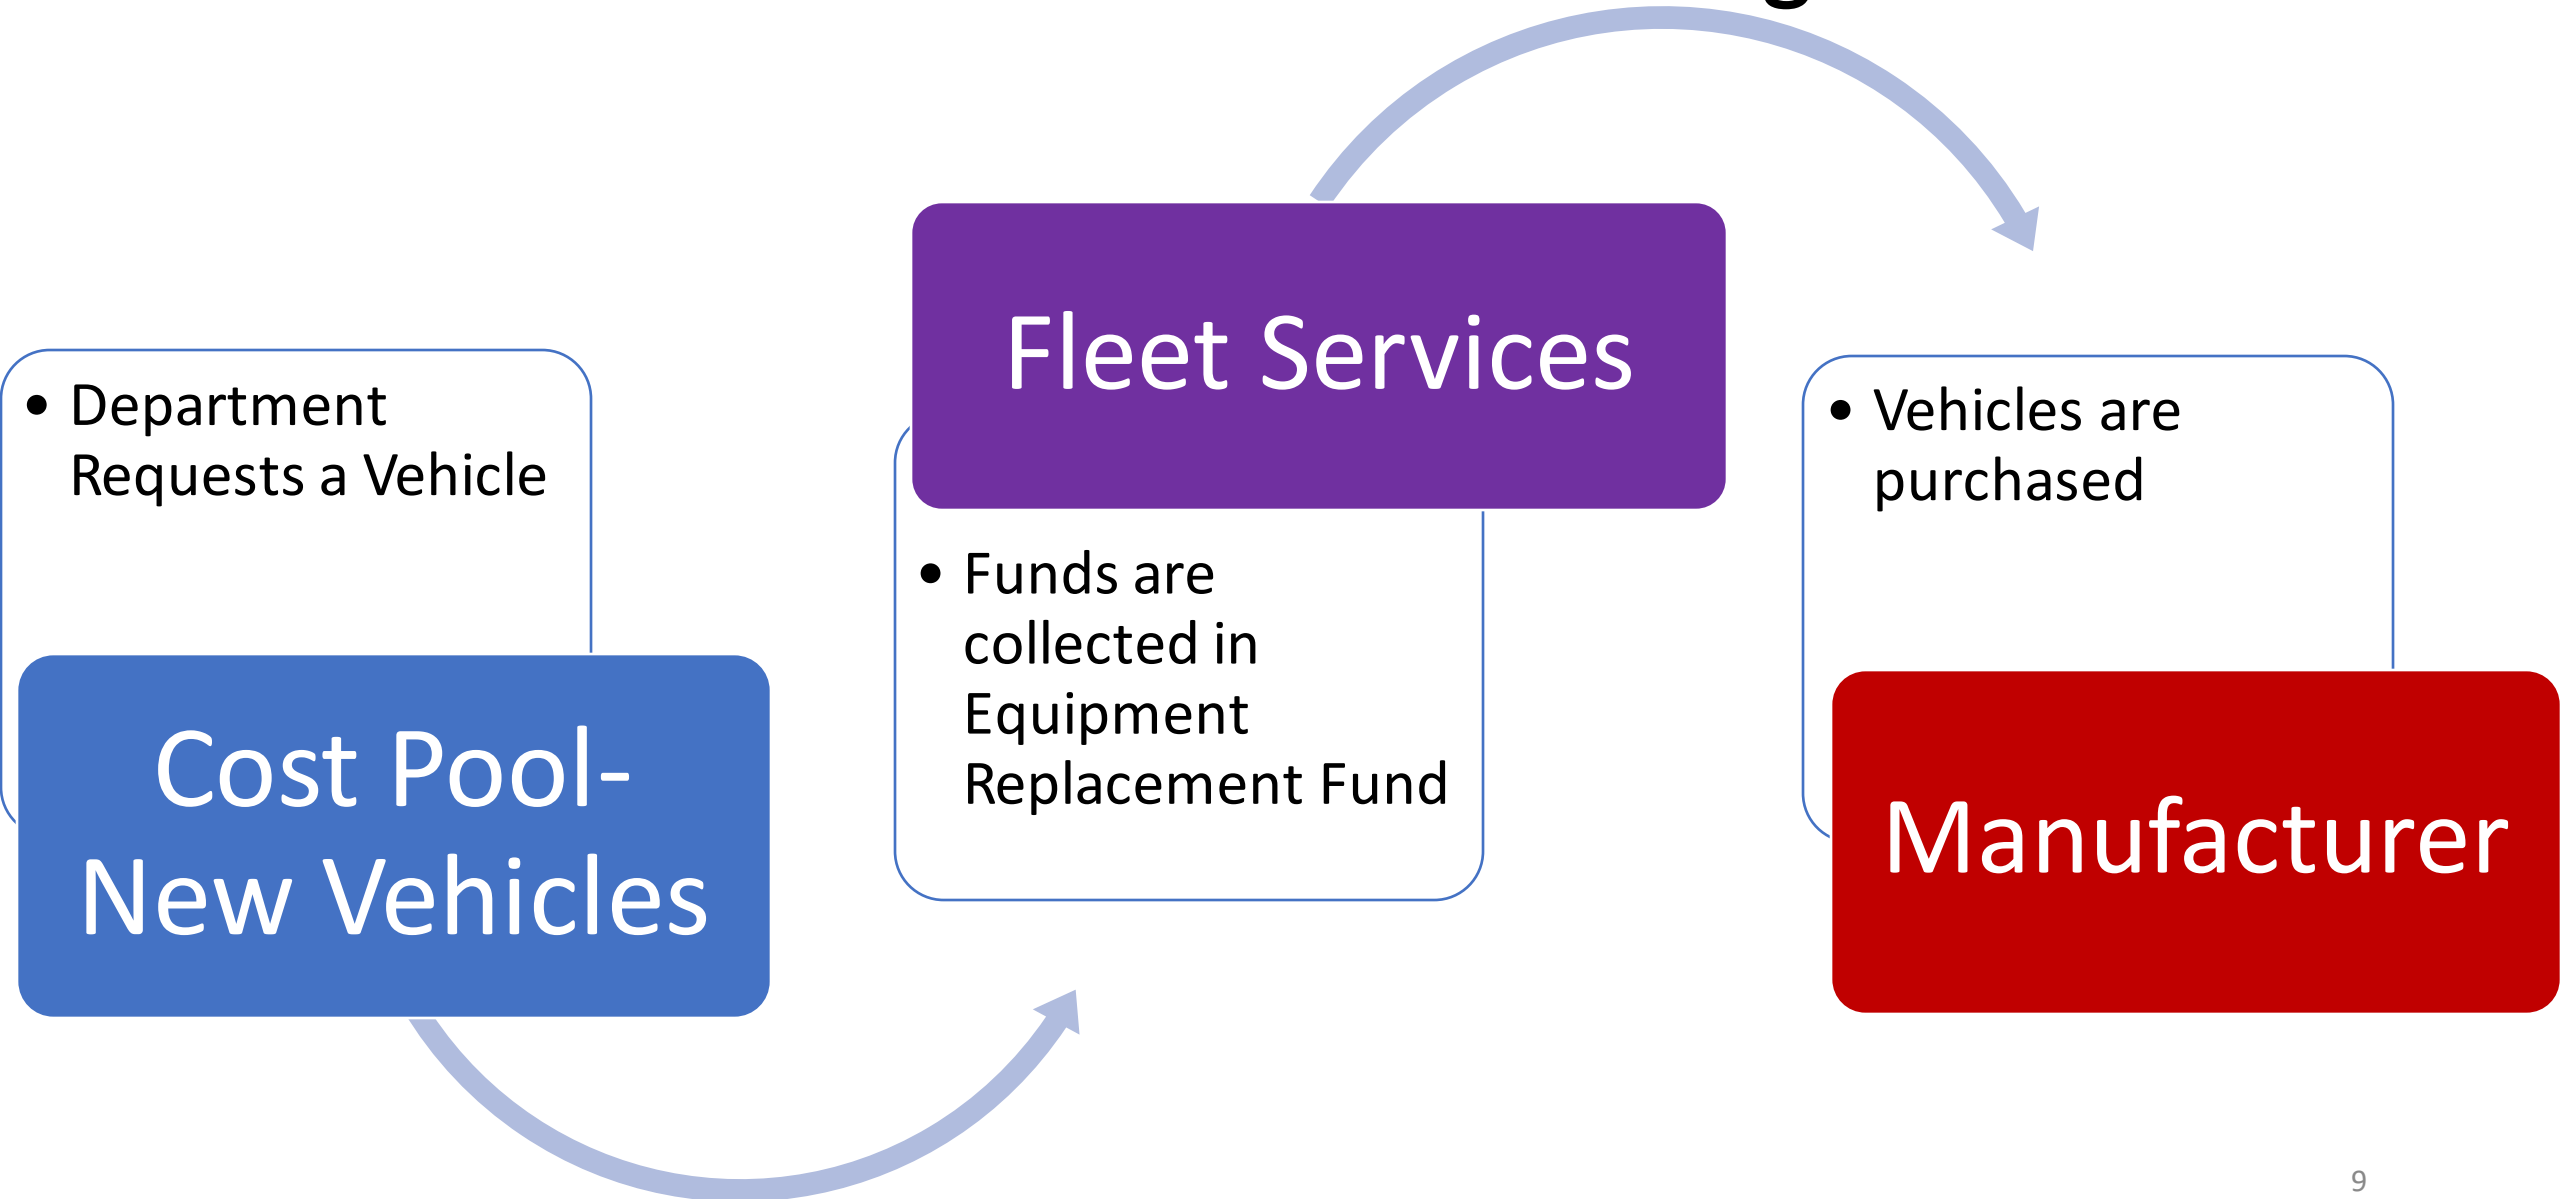 • Department
Requests a Vehicle
Cost Pool-
New Vehicles
Fleet Services
• Funds are
collected in
Equipment
Replacement Fund
• Vehicles are
purchased
Manufacturer
9